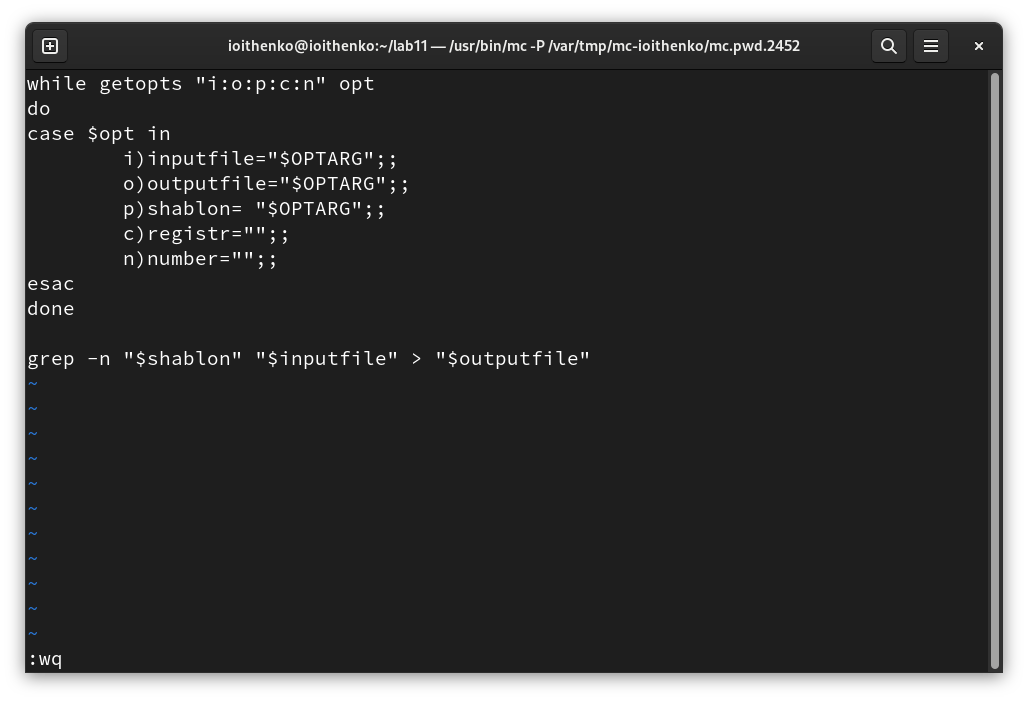 ioithenko@ioithenko:~/lab11 — /usr/bin/mc -P /var/tmp/mc-ioithenko/mc.pwd.2452
while getopts "i:o:p:c:n" opt
do
case $opt in
        i)inputfile="$OPTARG";;
        o)outputfile="$OPTARG";;
        p)shablon= "$OPTARG";;
        c)registr="";;
        n)number="";;
esac
done

grep -n "$shablon" "$inputfile" > "$outputfile"
~
~
~
~
~
~
~
~
~
~
~
:wq